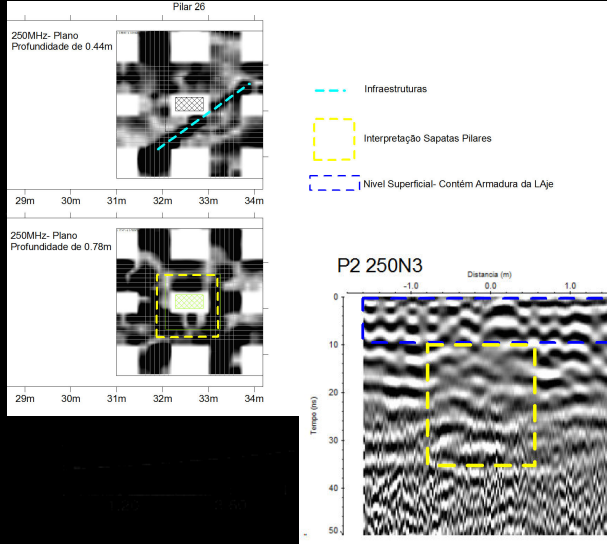 Pilar 26
250MHz- Plano
Profundidade de 0.44m
29m 30m 31m 32m 33m 34m
250MHz- Plano
Profundidade de 0.78m
29m 30m 31m 32m 33m 34m
Infraestruturas
Interpretação Sapatas Pilares
Nivel Superficial- Contém Armadura da LAje
P2 250N3
Distancia (m)
-1.0 0.0 1.0
Tempo (ns)
0
10
20
30
40
50